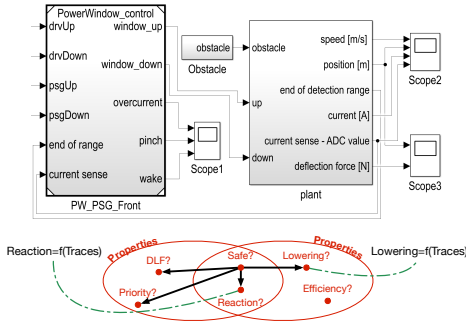 PowerWindow_control
drvUp
window_up
drvDown
window_down
psgUp
overcurrent
psgDown
pinch
end of range
wake
current sense
PW_PSG_Front
Scope1
obstacle
Obstacle
obstacle
up
down
speed [m/s]
position [m]
end of detection range
current [A]
current sense - ADC value
deflection force [N]
plant
Scope2
Scope3
Reaction=f(Traces)
Properties
Properties
Lowering=f(Traces)
DLF?
Safe?
Lowering?
Priority?
Reaction?
Efficiency?